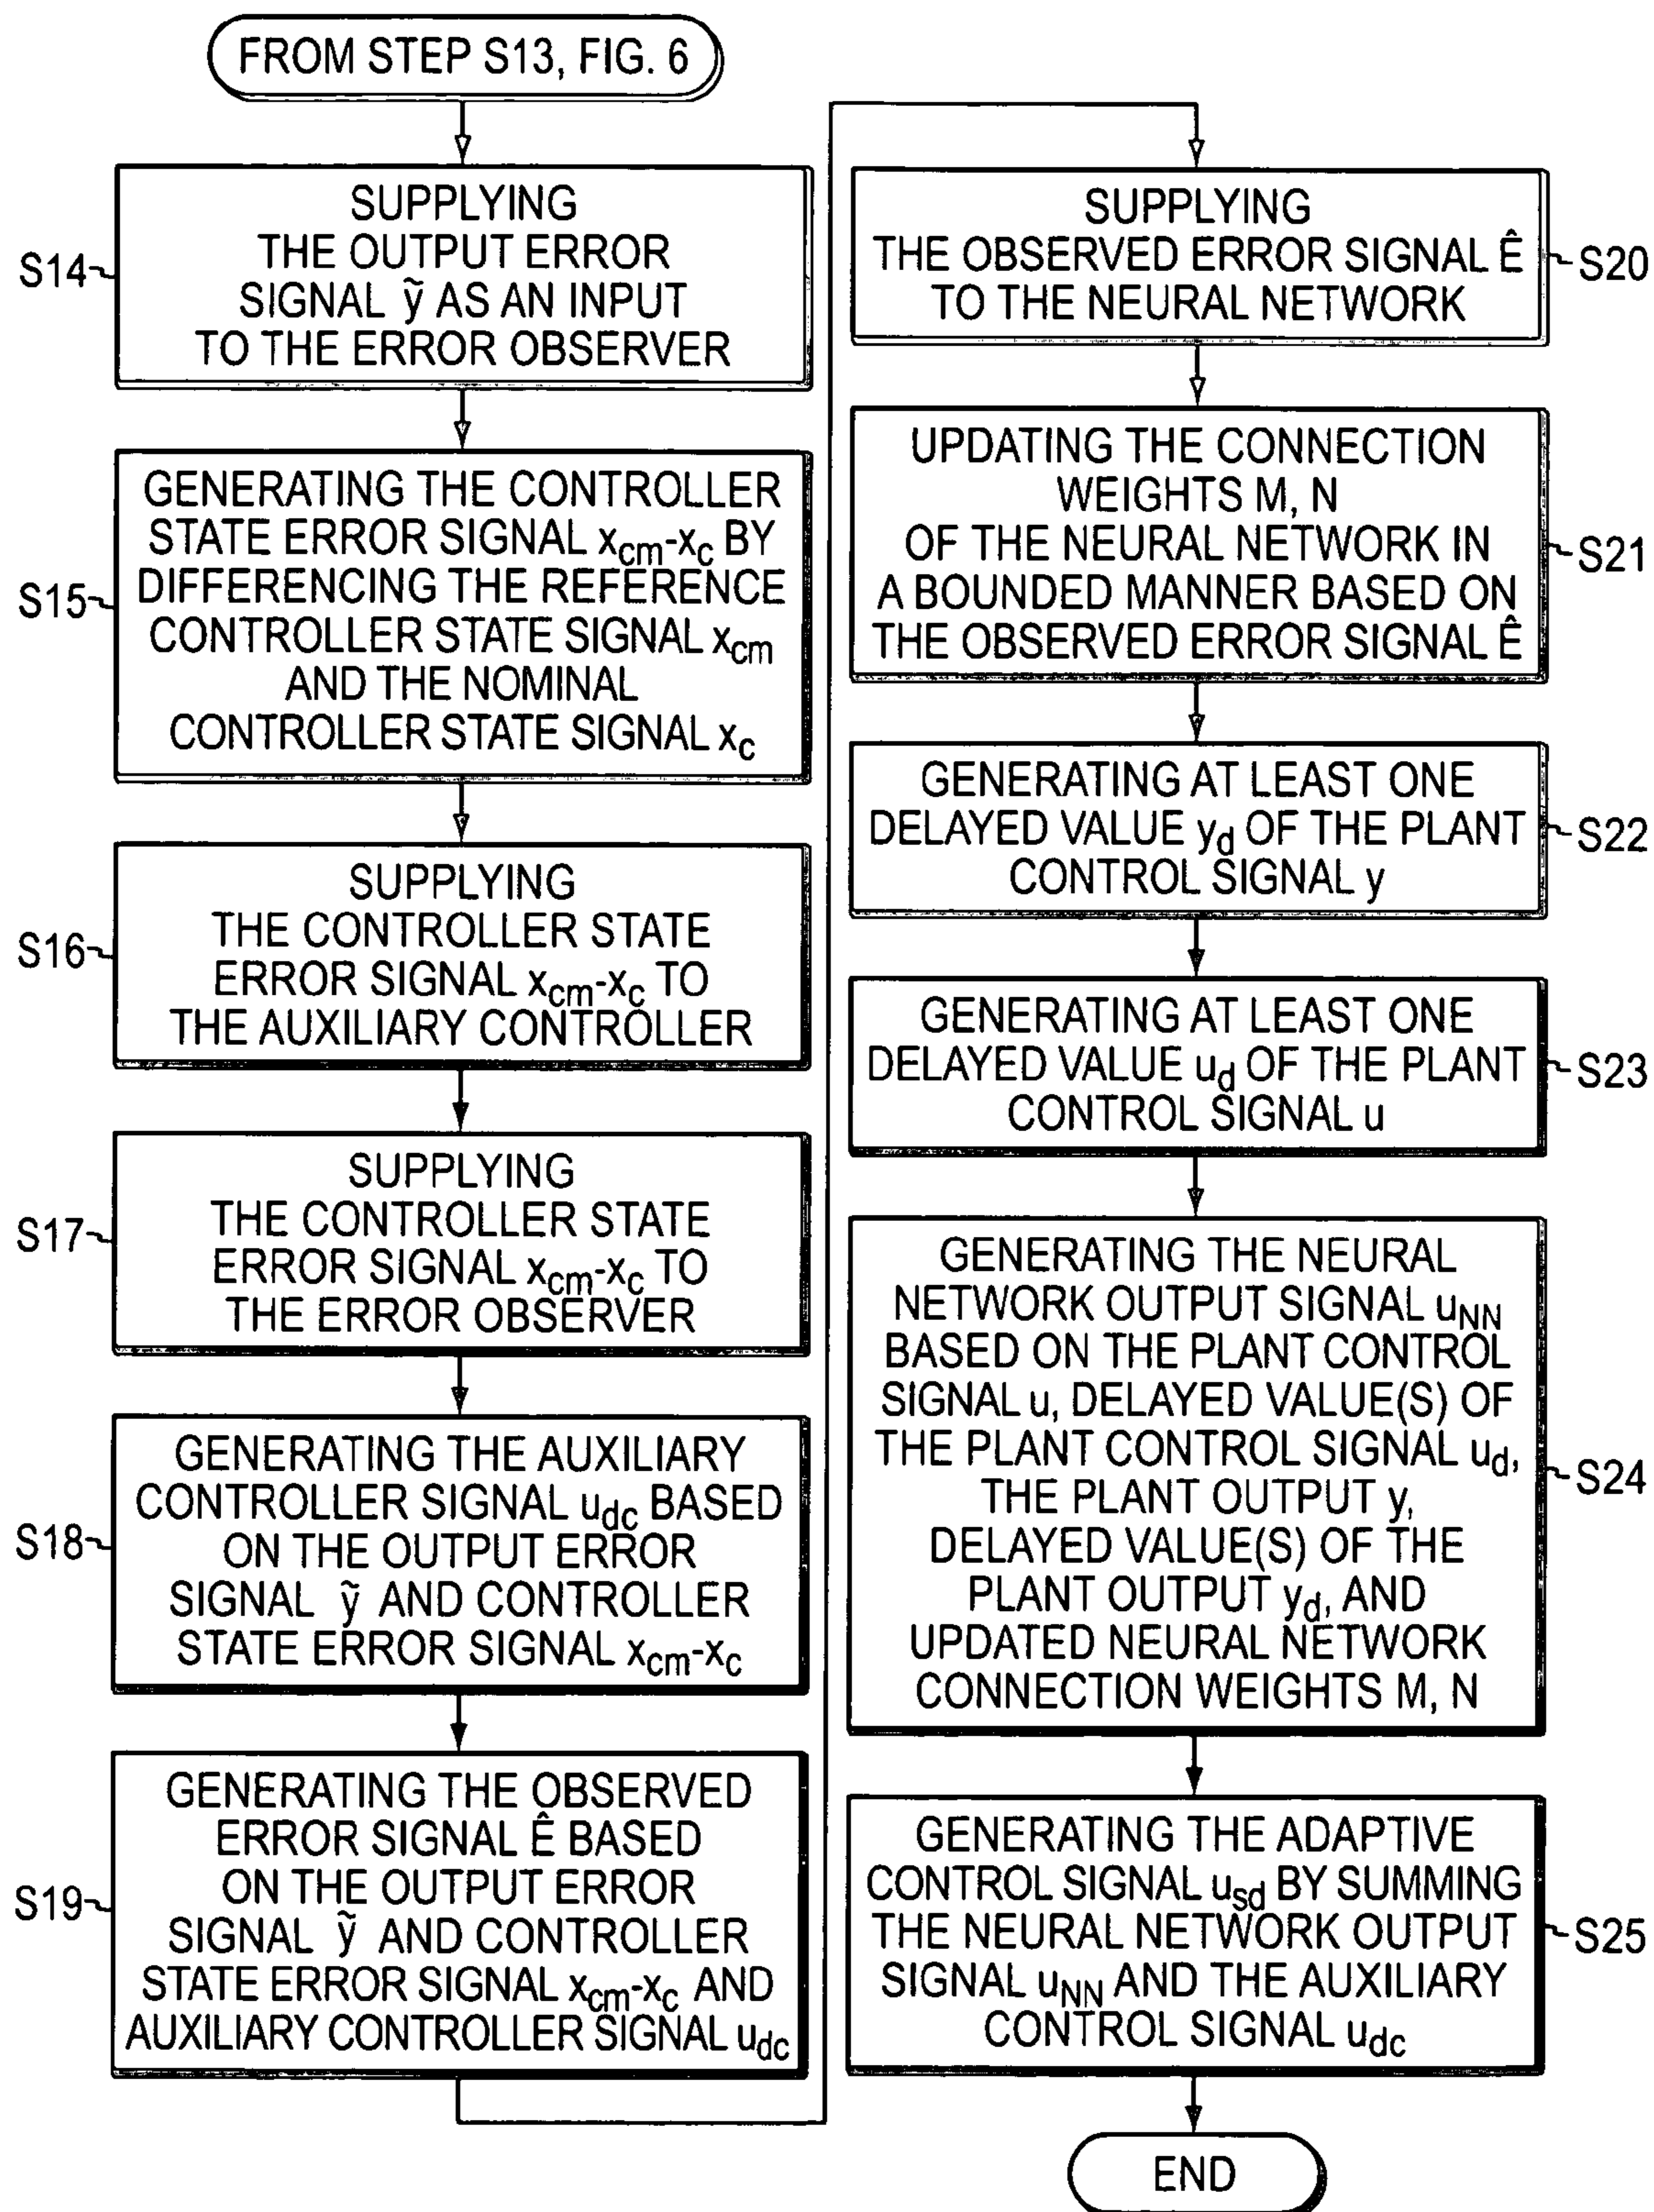 FROM STEP S13, FIG. 6
S14
SUPPLYING
THE OUTPUT ERROR
SIGNAL ỹ AS AN INPUT
TO THE ERROR OBSERVER
S15
GENERATING THE CONTROLLER
STATE ERROR SIGNAL xcm-xc BY
DIFFERENCING THE REFERENCE
CONTROLLER STATE SIGNAL xcm
AND THE NOMINAL
CONTROLLER STATE SIGNAL xc
S16
SUPPLYING
THE CONTROLLER STATE
ERROR SIGNAL xcm-xc TO
THE AUXILIARY CONTROLLER
S17
SUPPLYING
THE CONTROLLER STATE
ERROR SIGNAL xcm-xc TO
THE ERROR OBSERVER
S18
GENERATING THE AUXILIARY
CONTROLLER SIGNAL udc BASED
ON THE OUTPUT ERROR
SIGNAL ỹ AND CONTROLLER
STATE ERROR SIGNAL xcm-xc
S19
GENERATING THE OBSERVED
ERROR SIGNAL Ê BASED
ON THE OUTPUT ERROR
SIGNAL ỹ AND CONTROLLER
STATE ERROR SIGNAL xcm-xc AND
AUXILIARY CONTROLLER SIGNAL udc
SUPPLYING
THE OBSERVED ERROR SIGNAL Ê
TO THE NEURAL NETWORK
S20
UPDATING THE CONNECTION
WEIGHTS M, N
OF THE NEURAL NETWORK IN
A BOUNDED MANNER BASED ON
THE OBSERVED ERROR SIGNAL Ê
S21
GENERATING AT LEAST ONE
DELAYED VALUE yd OF THE PLANT
CONTROL SIGNAL y
S22
GENERATING AT LEAST ONE
DELAYED VALUE ud OF THE PLANT
CONTROL SIGNAL u
S23
GENERATING THE NEURAL
NETWORK OUTPUT SIGNAL uNN
BASED ON THE PLANT CONTROL
SIGNAL u, DELAYED VALUE(S) OF
THE PLANT CONTROL SIGNAL ud,
THE PLANT OUTPUT y,
DELAYED VALUE(S) OF THE
PLANT OUTPUT yd, AND
UPDATED NEURAL NETWORK
CONNECTION WEIGHTS M, N
S24
GENERATING THE ADAPTIVE
CONTROL SIGNAL usd BY SUMMING
THE NEURAL NETWORK OUTPUT
SIGNAL uNN AND THE AUXILIARY
CONTROL SIGNAL udc
S25
END